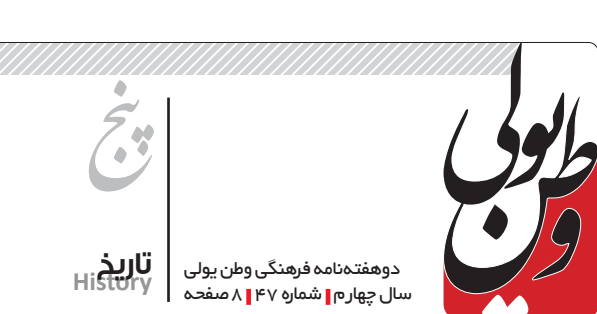 وطن یولی
دوهفته‌نامه فرهنگی وطن یولی
سال چهارم | شماره ۴۷ | ۸ صفحه
پنج
تاریخ
History